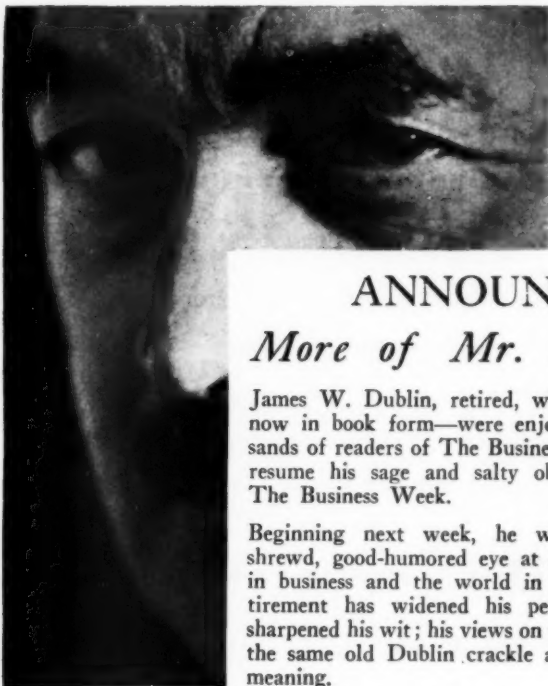 ANNOUN
More of Mr.
James W. Dublin, retired, w
now in book form—were enj
sands of readers of The Busine
resume his sage and salty ob
The Business Week.
Beginning next week, he w
shrewd, good-humored eye at
in business and the world in
tirement has widened his pe
sharpened his wit; his views on
the same old Dublin crackle a
meaning.